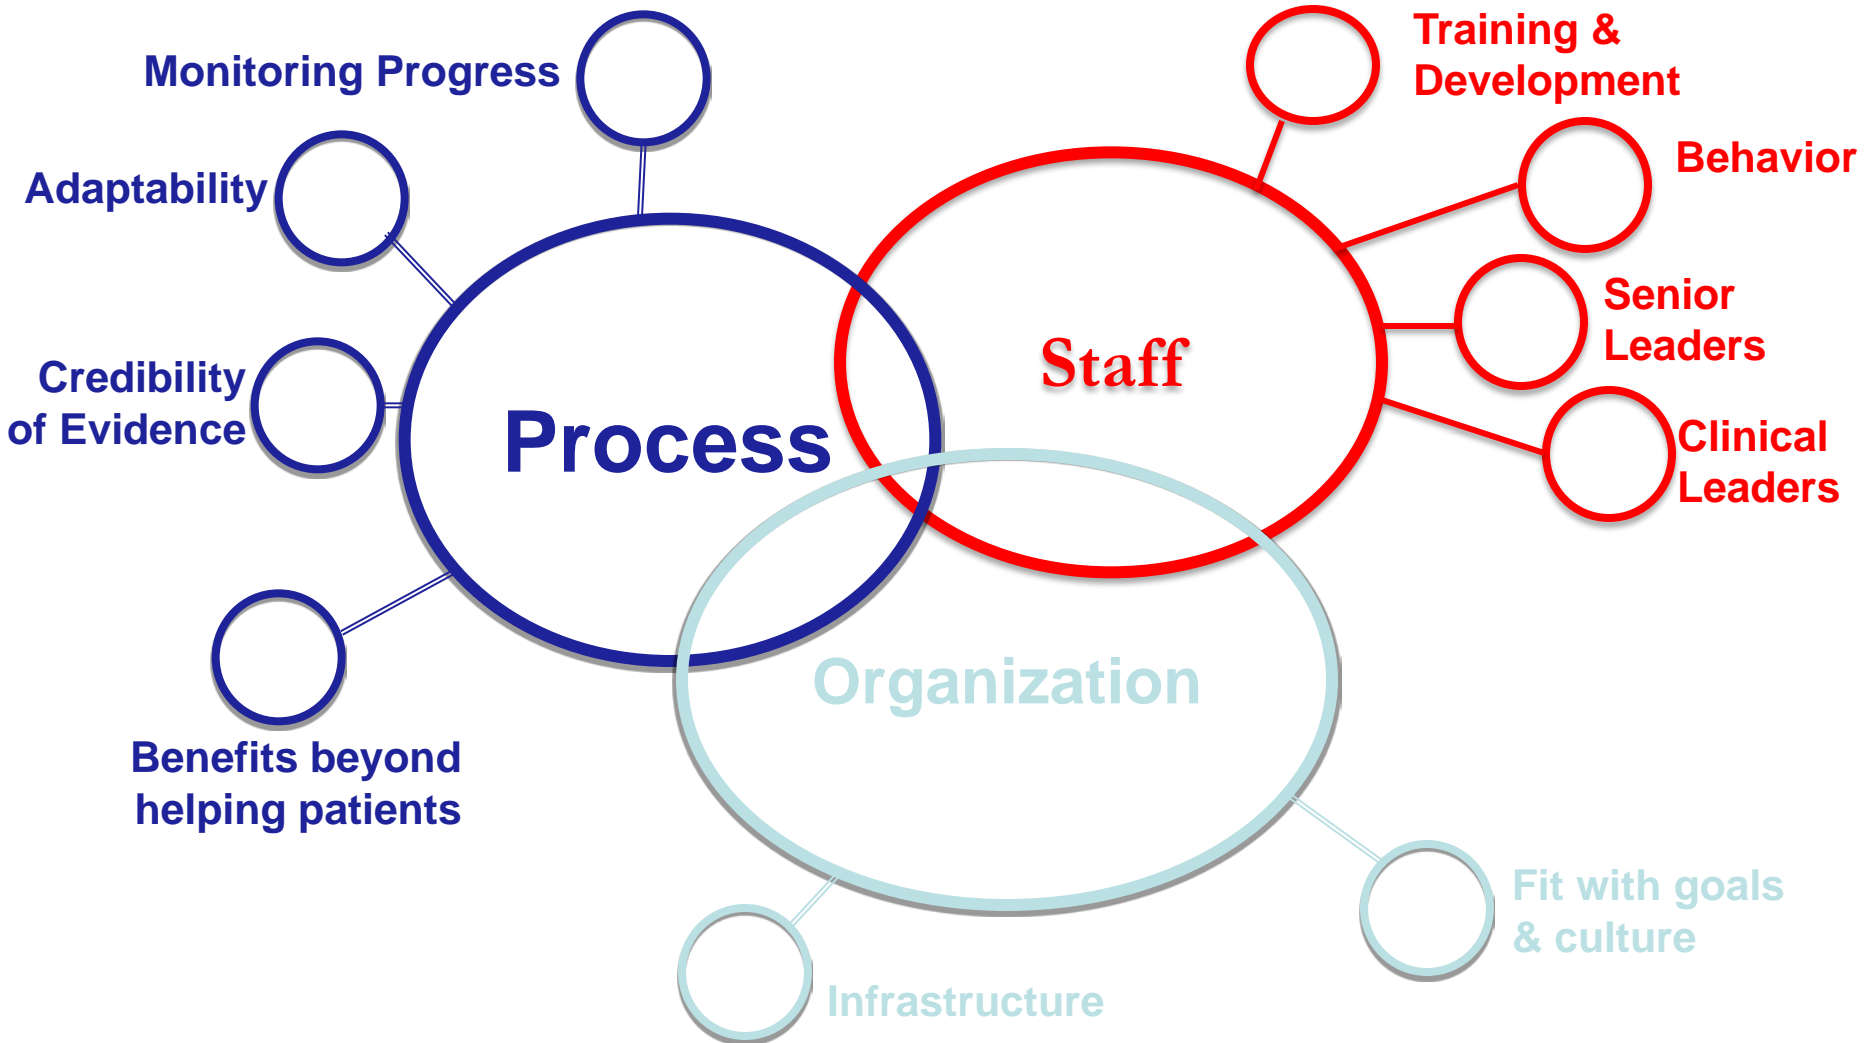 Monitoring Progress
Adaptability
Credibility
of Evidence
Process
Benefits beyond
helping patients
Training &
Development
Behavior
Senior
Leaders
Clinical
Leaders
Staff
Organization
Infrastructure
Fit with goals
& culture